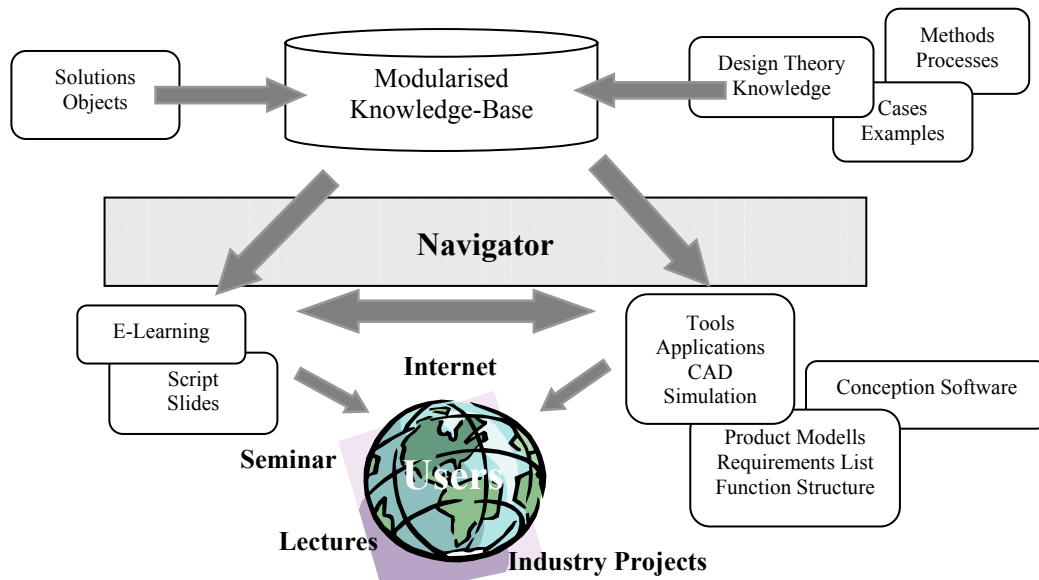 Solutions
Objects
Modularised
Knowledge-Base
Design Theory
Knowledge
Methods
Processes
Cases
Examples
Navigator
E-Learning
Script
Slides
Tools
Applications
CAD
Simulation
Conception Software
Product Modells
Requirements List
Function Structure
Internet
Seminar
Users
Lectures
Industry Projects